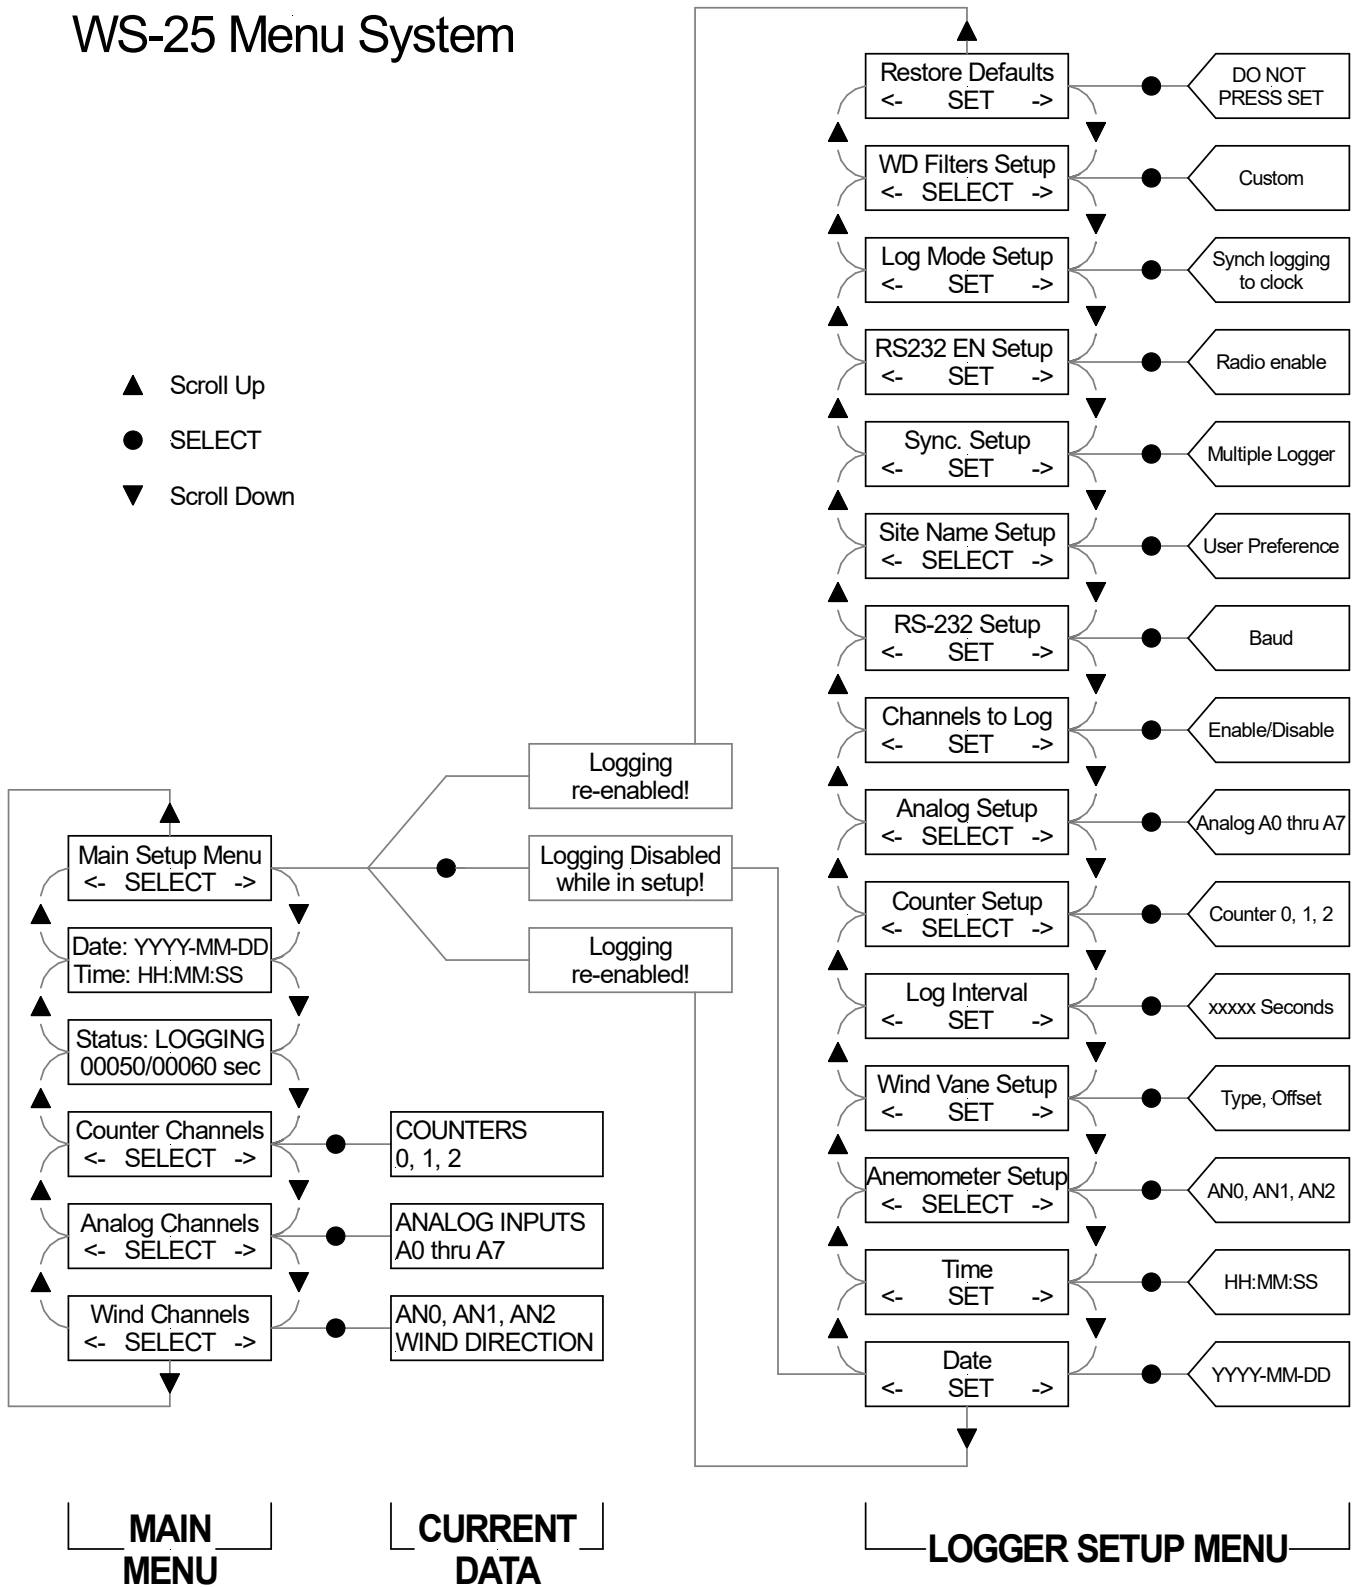 WS-25 Menu System
Scroll Up
SELECT
Scroll Down
Main Setup Menu
<- SELECT ->
Date: YYYY-MM-DD
Time: HH:MM:SS
Status: LOGGING
00050/00060 sec
Counter Channels
<- SELECT ->
Analog Channels
<- SELECT ->
Wind Channels
<- SELECT ->
COUNTERS
0, 1, 2
ANALOG INPUTS
A0 thru A7
AN0, AN1, AN2
WIND DIRECTION
Logging
re-enabled!
Logging Disabled
while in setup!
Logging
re-enabled!
Restore Defaults
<- SET ->
DO NOT
PRESS SET
WD Filters Setup
<- SELECT ->
Custom
Log Mode Setup
<- SET ->
Synch logging
to clock
RS232 EN Setup
<- SET ->
Radio enable
Sync. Setup
<- SET ->
Multiple Logger
Site Name Setup
<- SELECT ->
User Preference
RS-232 Setup
<- SET ->
Baud
Channels to Log
<- SET ->
Enable/Disable
Analog Setup
<- SELECT ->
Analog A0 thru A7
Counter Setup
<- SELECT ->
Counter 0, 1, 2
Log Interval
<- SET ->
xxxxx Seconds
Wind Vane Setup
<- SET ->
Type, Offset
Anemometer Setup
<- SELECT ->
AN0, AN1, AN2
Time
<- SET ->
HH:MM:SS
Date
<- SET ->
YYYY-MM-DD
MAIN
MENU
CURRENT
DATA
LOGGER SETUP MENU